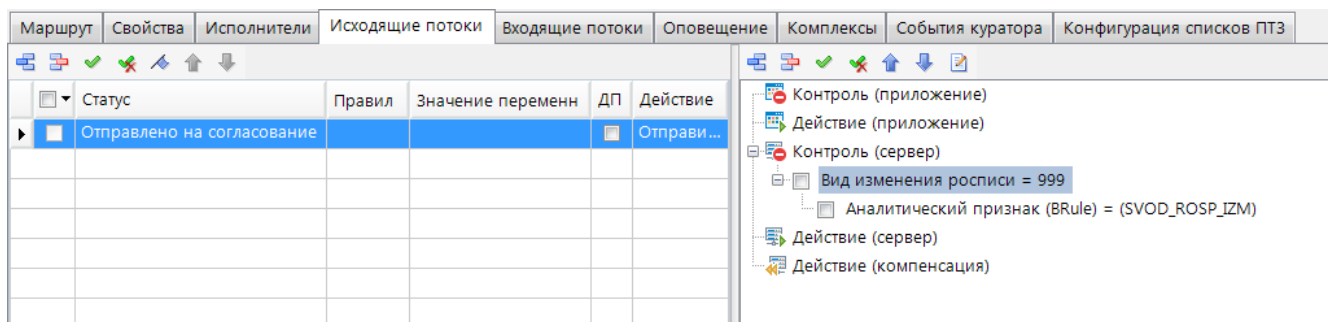 Маршрут Свойства Исполнители Исходящие потоки Входящие потоки Оповещение Комплексы События куратора Конфигурация списков ПТЗ
Статус Правил Значение переменн ДП Действие
Отправлено на согласование Отправи...
Контроль (приложение)
Действие (приложение)
Контроль (сервер)
Вид изменения росписи = 999
Аналитический признак (BRule) = (SVOD_ROSP_IZM)
Действие (сервер)
Действие (компенсация)